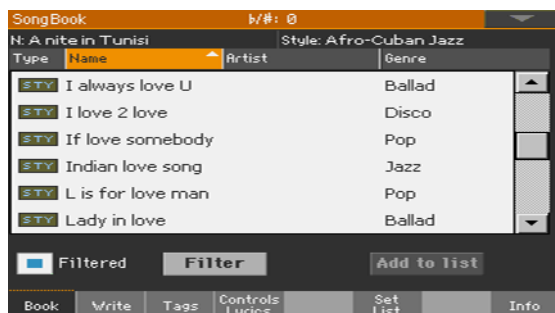 SongBook ♭/#: 0
N: A nite in Tunisi Style: Afro-Cuban Jazz
Type Name Artist Genre
STY I always love U Ballad
STY I love 2 love Disco
STY If love somebody Pop
STY Indian love song Jazz
STY L is for love man Pop
STY Lady in love Ballad
Filtered Filter Add to list
Book Write Tags Controls Lyrics Set List Info